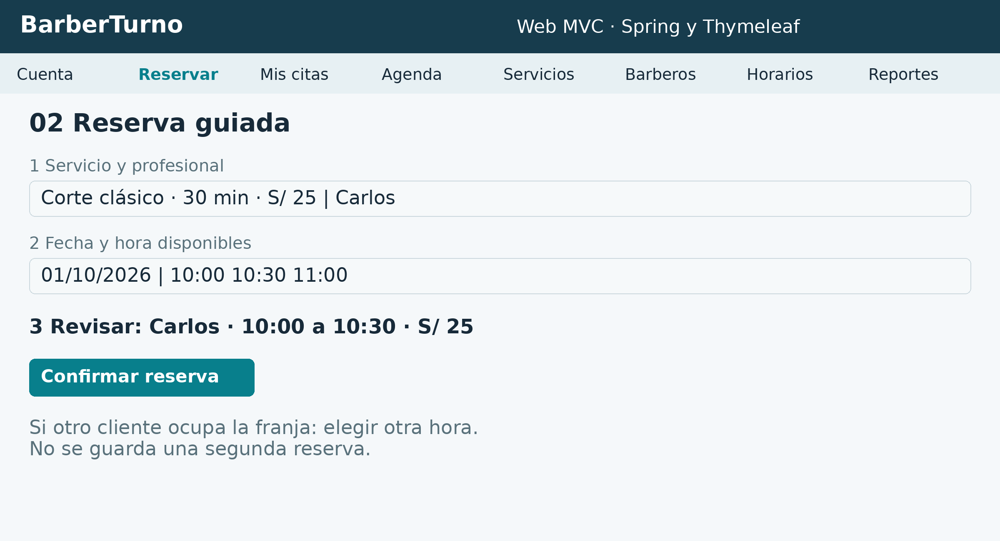 BarberTurno
Web MVC · Spring y Thymeleaf
Cuenta Reservar Mis citas Agenda Servicios Barberos Horarios Reportes
02 Reserva guiada
1 Servicio y profesional
Corte clásico · 30 min · S/ 25 | Carlos
2 Fecha y hora disponibles
01/10/2026 | 10:00 10:30 11:00
3 Revisar: Carlos · 10:00 a 10:30 · S/ 25
Confirmar reserva
Si otro cliente ocupa la franja: elegir otra hora.
No se guarda una segunda reserva.